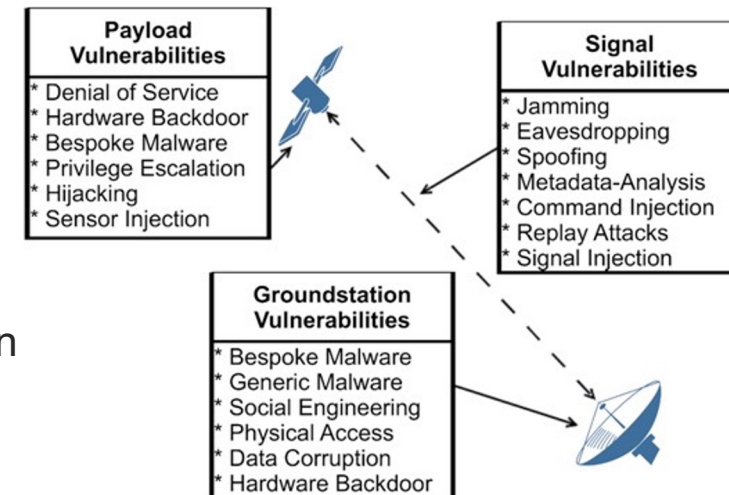 Payload
Vulnerabilities
* Denial of Service
* Hardware Backdoor
* Bespoke Malware
* Privilege Escalation
* Hijacking
* Sensor Injection
Signal
Vulnerabilities
* Jamming
* Eavesdropping
* Spoofing
* Metadata-Analysis
* Command Injection
* Replay Attacks
* Signal Injection
n
Groundstation
Vulnerabilities
* Bespoke Malware
* Generic Malware
* Social Engineering
* Physical Access
* Data Corruption
* Hardware Backdoor